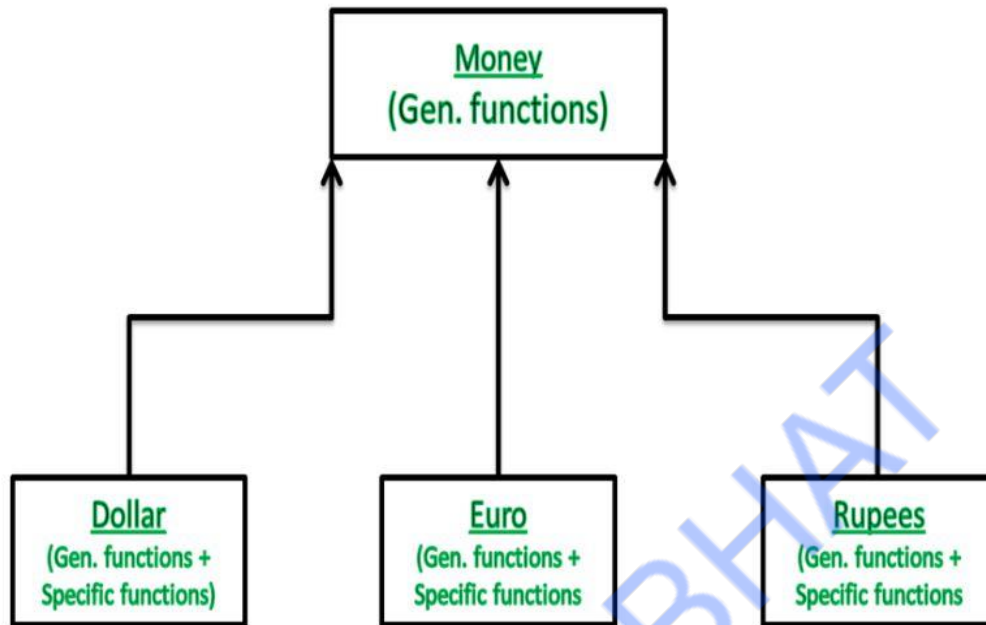 Money
(Gen. functions)
Dollar
(Gen. functions +
Specific functions)
Euro
(Gen. functions +
Specific functions
Rupees
(Gen. functions +
Specific functions
BHAT